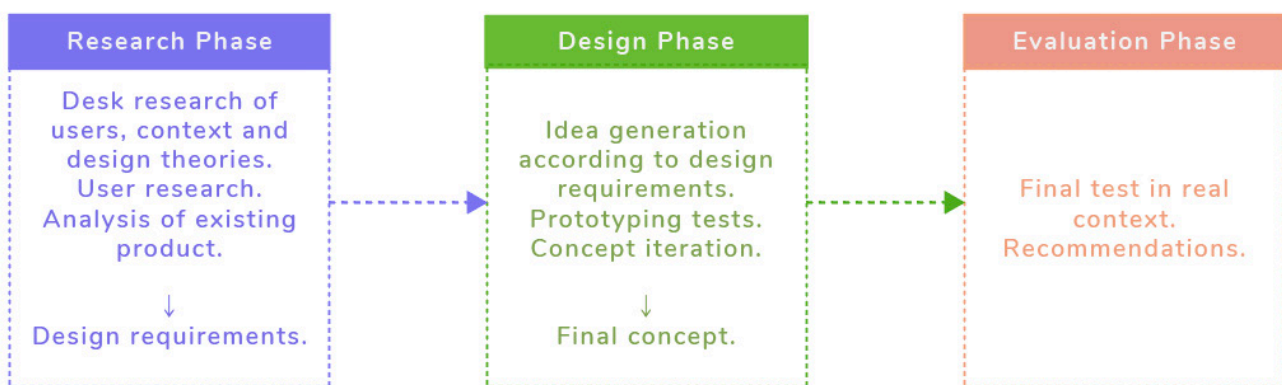 Research Phase
Desk research of
users, context and
design theories.
User research.
Analysis of existing
product.
↓
Design requirements.
Design Phase
Idea generation
according to design
requirements.
Prototyping tests.
Concept iteration.
↓
Final concept.
Evaluation Phase
Final test in real
context.
Recommendations.